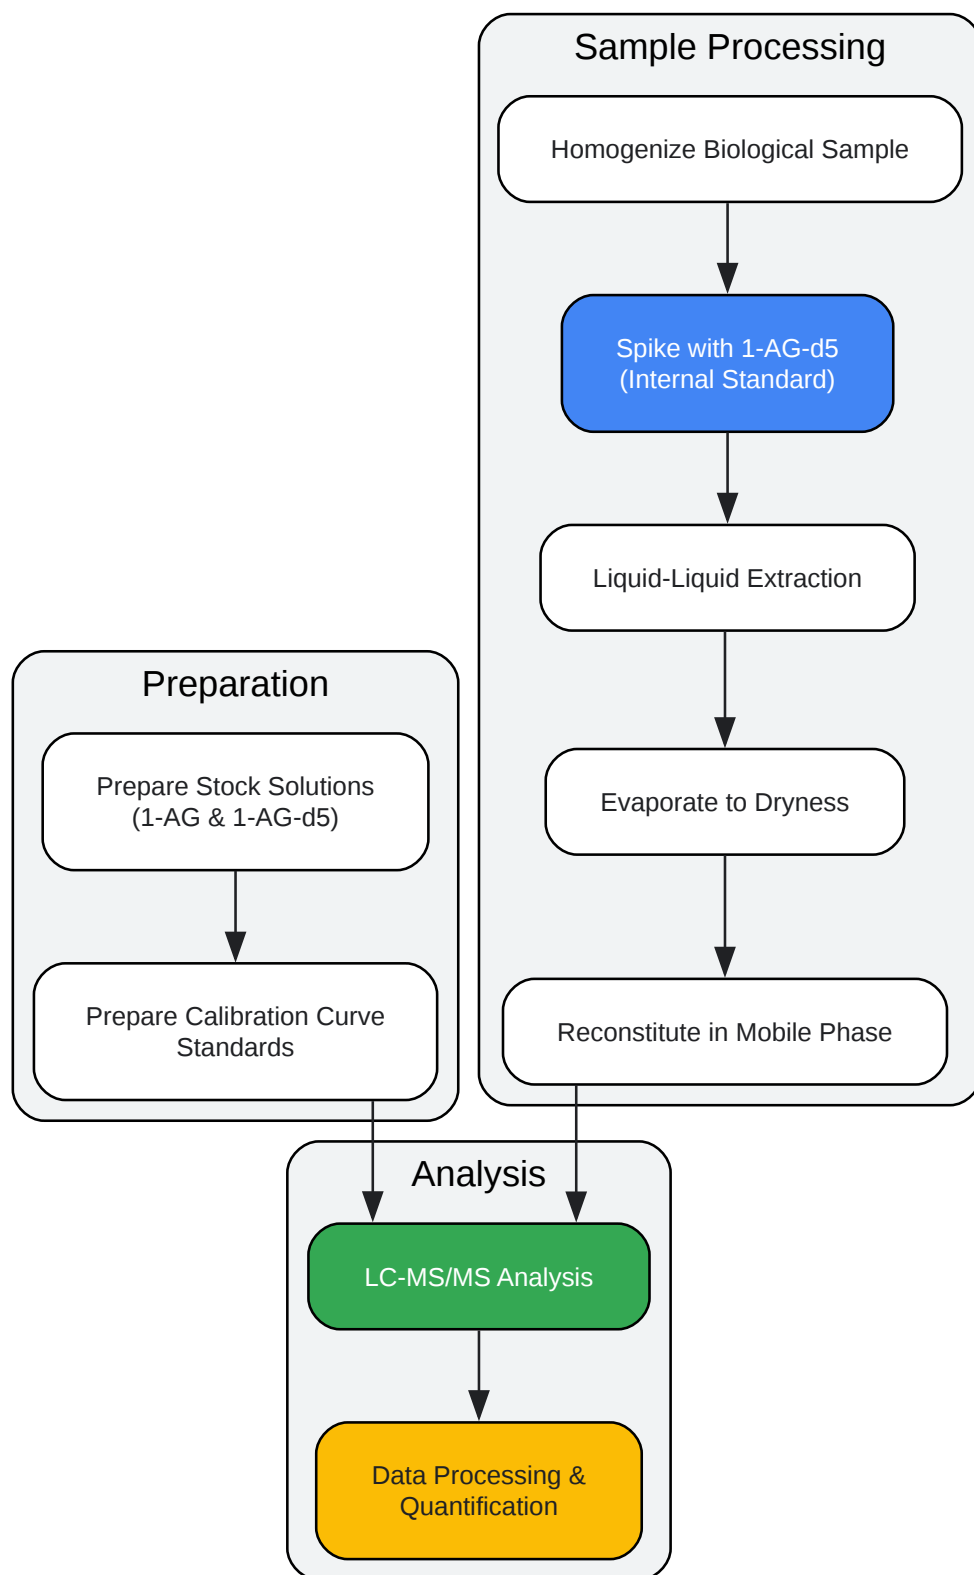 Sample Processing
Homogenize Biological Sample
Spike with 1-AG-d5
(Internal Standard)
Liquid-Liquid Extraction
Evaporate to Dryness
Reconstitute in Mobile Phase
Preparation
Prepare Stock Solutions
(1-AG & 1-AG-d5)
Prepare Calibration Curve
Standards
Analysis
LC-MS/MS Analysis
Data Processing &
Quantification